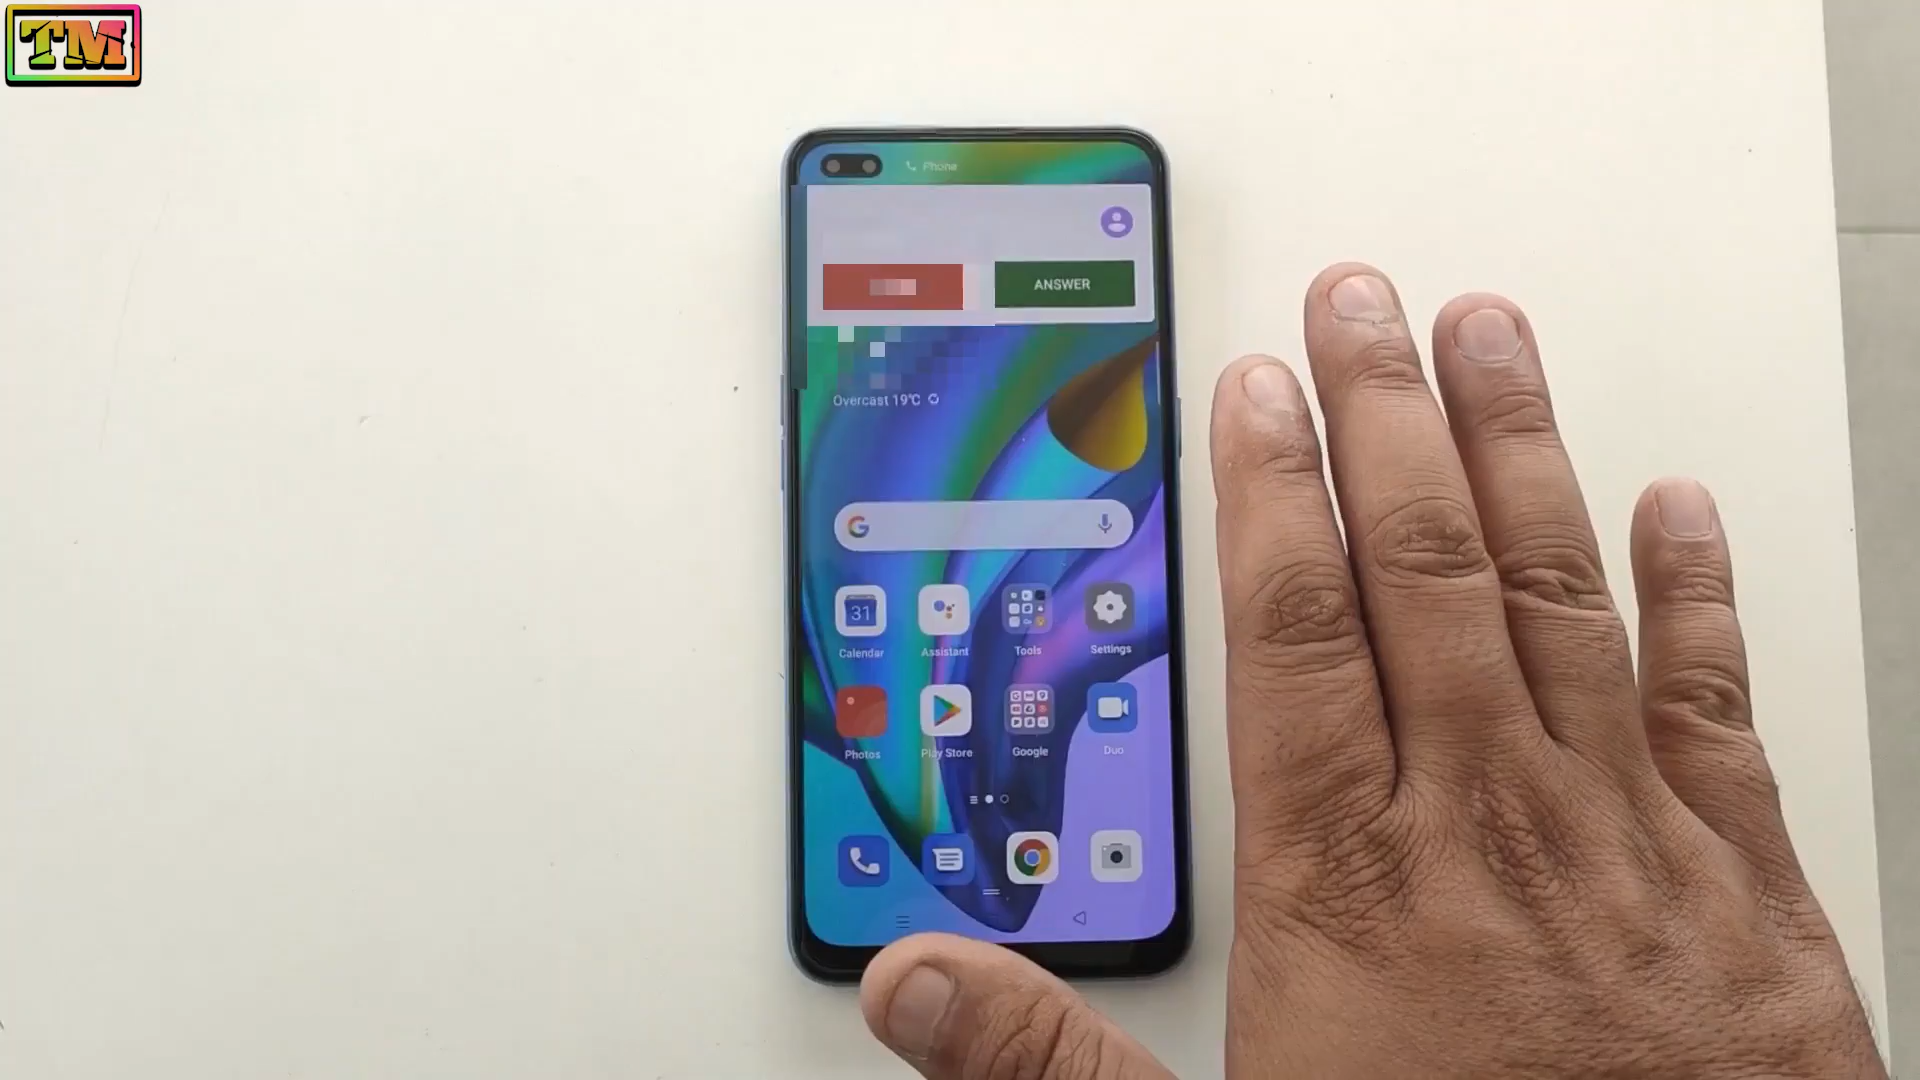 TM
Phone
ANSWER
Overcast 19°C
31
Calendar
Assistant
Tools
Settings
Photos
Play Store
Google
Duo